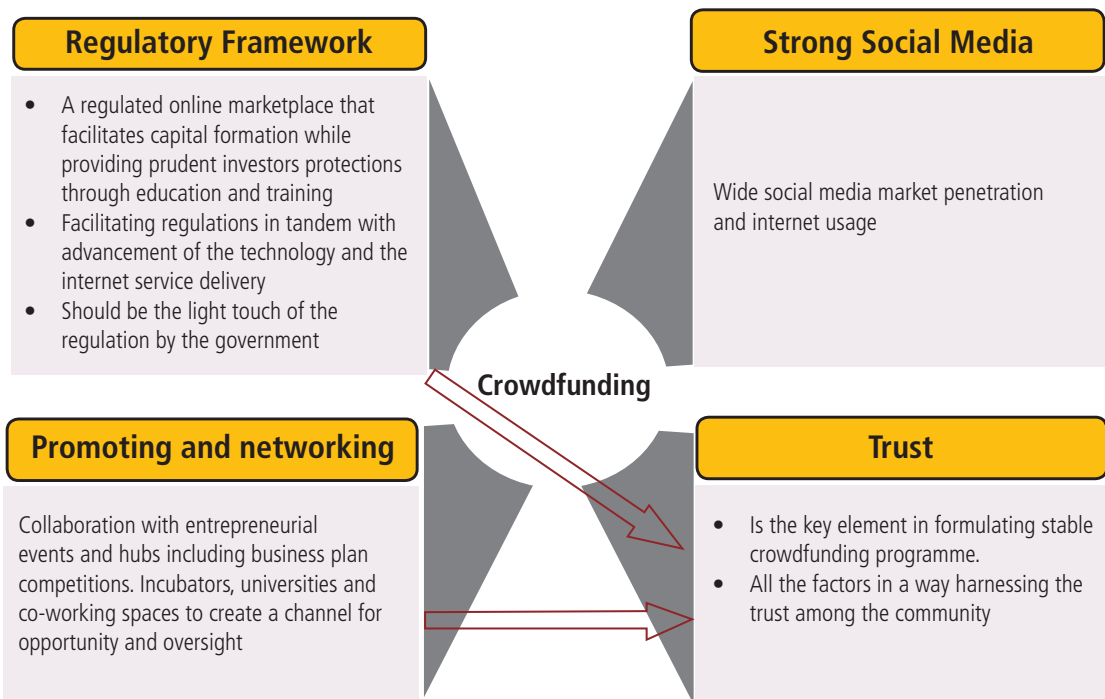 Regulatory Framework
• A regulated online marketplace that
facilitates capital formation while
providing prudent investors protections
through education and training
• Facilitating regulations in tandem with
advancement of the technology and the
internet service delivery
• Should be the light touch of the
regulation by the government
Strong Social Media
Wide social media market penetration
and internet usage
Crowdfunding
Promoting and networking
Collaboration with entrepreneurial
events and hubs including business plan
competitions. Incubators, universities and
co-working spaces to create a channel for
opportunity and oversight
Trust
• Is the key element in formulating stable
crowdfunding programme.
• All the factors in a way harnessing the
trust among the community